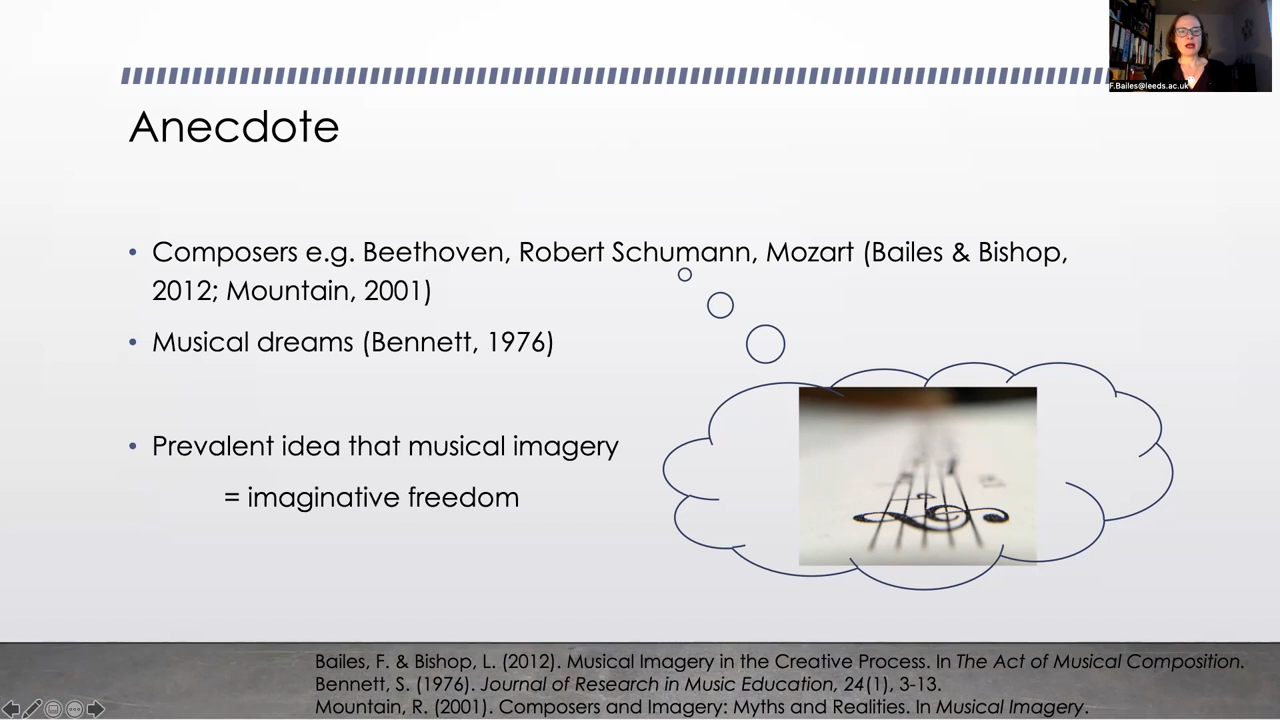 F.Bailes@leeds.ac.uk
Anecdote
• Composers e.g. Beethoven, Robert Schumann, Mozart (Bailes & Bishop,
2012; Mountain, 2001)
• Musical dreams (Bennett, 1976)
• Prevalent idea that musical imagery
= imaginative freedom
Bailes, F. & Bishop, L. (2012). Musical Imagery in the Creative Process. In The Act of Musical Composition.
Bennett, S. (1976). Journal of Research in Music Education, 24(1), 3-13.
Mountain, R. (2001). Composers and Imagery: Myths and Realities. In Musical Imagery.